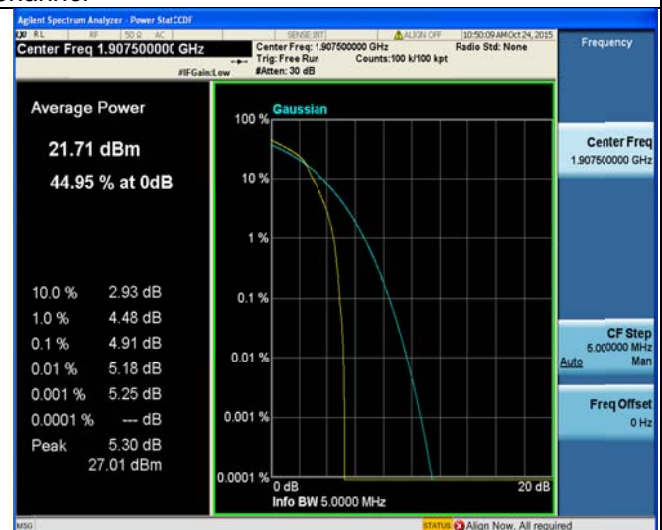 Channel
Agilent Spectrum Analyzer - Power Stat CCDF
RL RF 50 Ω AC SENSE:INT ALIGN OFF 10:50:09 AM Oct 24, 2015
Center Freq 1.907500000 GHz
Center Freq: 1.907500000 GHz Radio Std: None
Trig: Free Run Counts:100 k/100 kpt
#IFGain:Low #Atten: 30 dB
Frequency
Average Power
21.71 dBm
44.95 % at 0dB
10.0 % 2.93 dB
1.0 % 4.48 dB
0.1 % 4.91 dB
0.01 % 5.18 dB
0.001 % 5.25 dB
0.0001 % --- dB
Peak 5.30 dB
27.01 dBm
Gaussian
100 %
10 %
1 %
0.1 %
0.01 %
0.001 %
0.0001 %
0 dB 20 dB
Info BW 5.0000 MHz
Center Freq
1.907500000 GHz
CF Step
5.000000 MHz
Auto Man
Freq Offset
0 Hz
MSG STATUS Align Now, All required